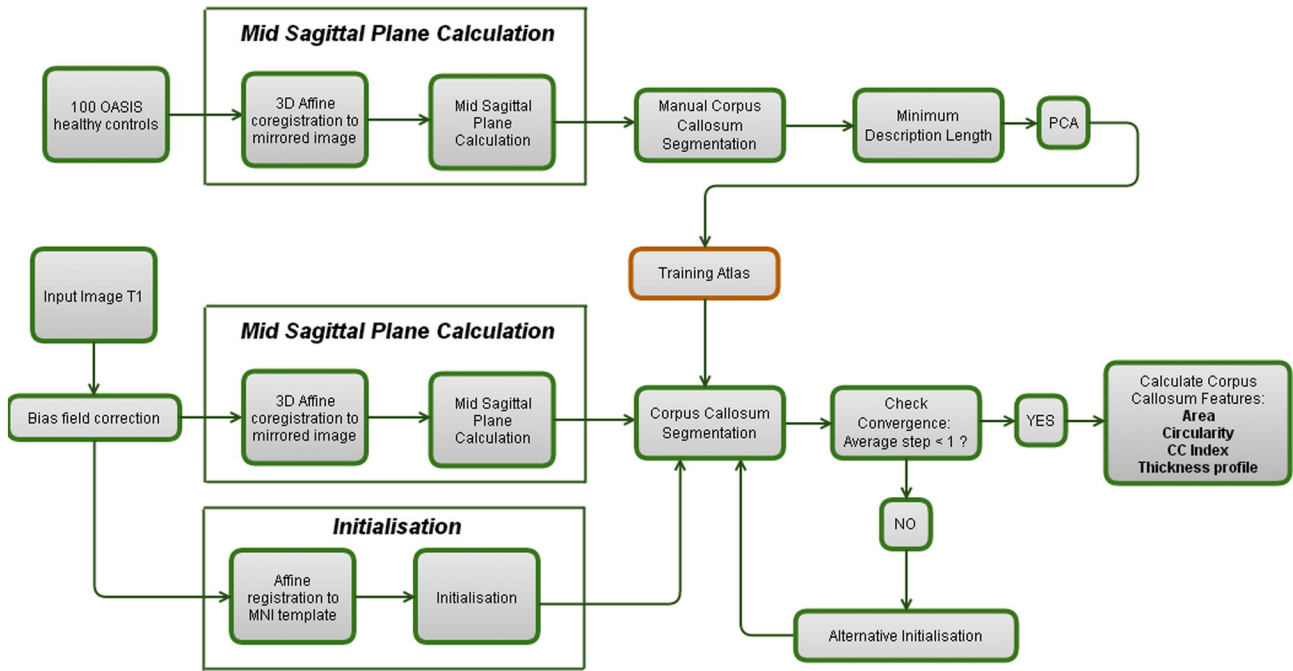 Mid Sagittal Plane Calculation
100 OASIS
healthy controls
3D Affine
coregistration to
mirrored image
Mid Sagittal
Plane
Calculation
Manual Corpus
Callosum
Segmentation
Minimum
Description Length
PCA
Training Atlas
Input Image T1
Bias field correction
Mid Sagittal Plane Calculation
3D Affine
coregistration to
mirrored image
Mid Sagittal
Plane
Calculation
Corpus Callosum
Segmentation
Check
Convergence:
Average step < 1 ?
YES
Calculate Corpus
Callosum Features:
Area
Circularity
CC Index
Thickness profile
NO
Alternative Initialisation
Initialisation
Affine
registration to
MNI template
Initialisation